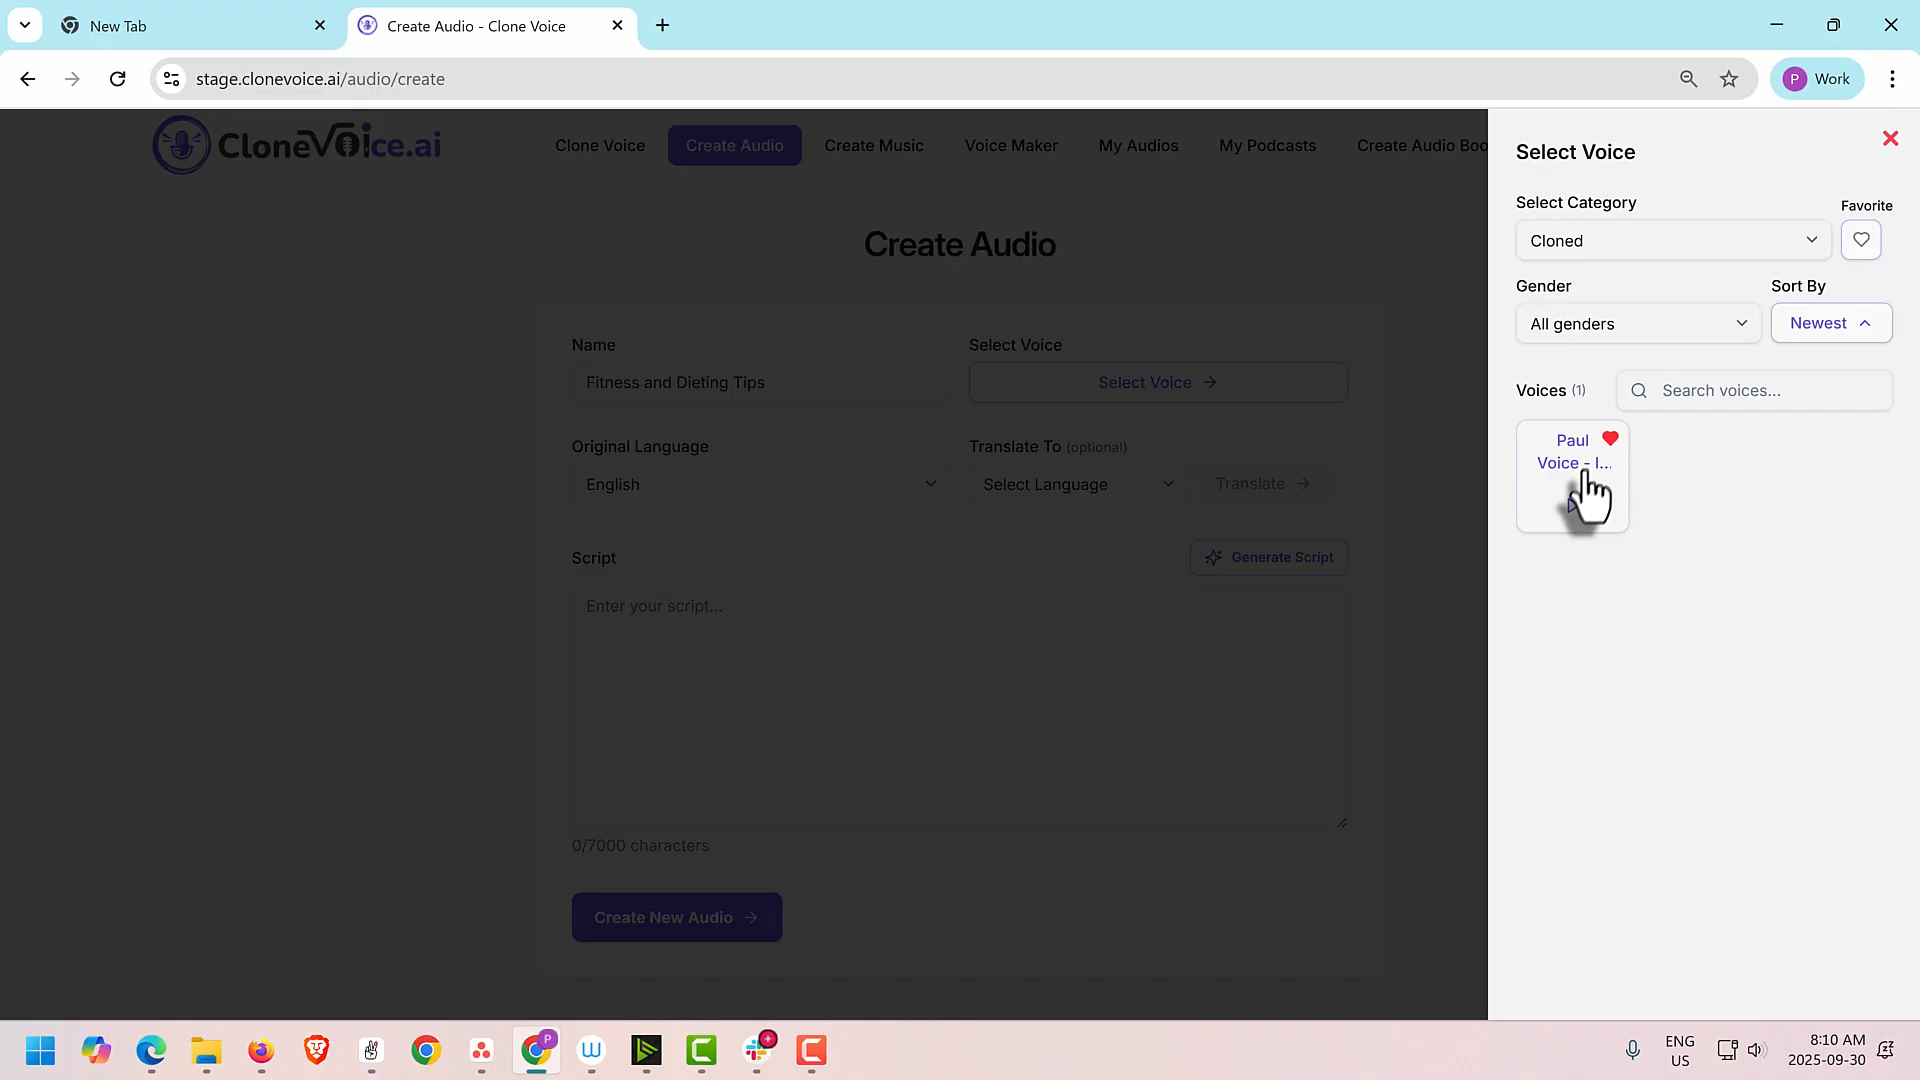 New Tab
Create Audio - Clone Voice
stage.clonevoice.ai/audio/create
P Work
CloneVoice.ai
Clone Voice
Create Audio
Create Music
Voice Maker
My Audios
My Podcasts
Create Audio Boo
Create Audio
Name
Select Voice
Fitness and Dieting Tips
Select Voice
Original Language
Translate To (optional)
English
Select Language
Translate
Script
Generate Script
Enter your script...
0/7000 characters
Create New Audio
Select Voice
Select Category
Favorite
Cloned
Gender
Sort By
All genders
Newest
Voices (1)
Search voices...
Paul
Voice - I...
P
ENG
US
8:10 AM
2025-09-30